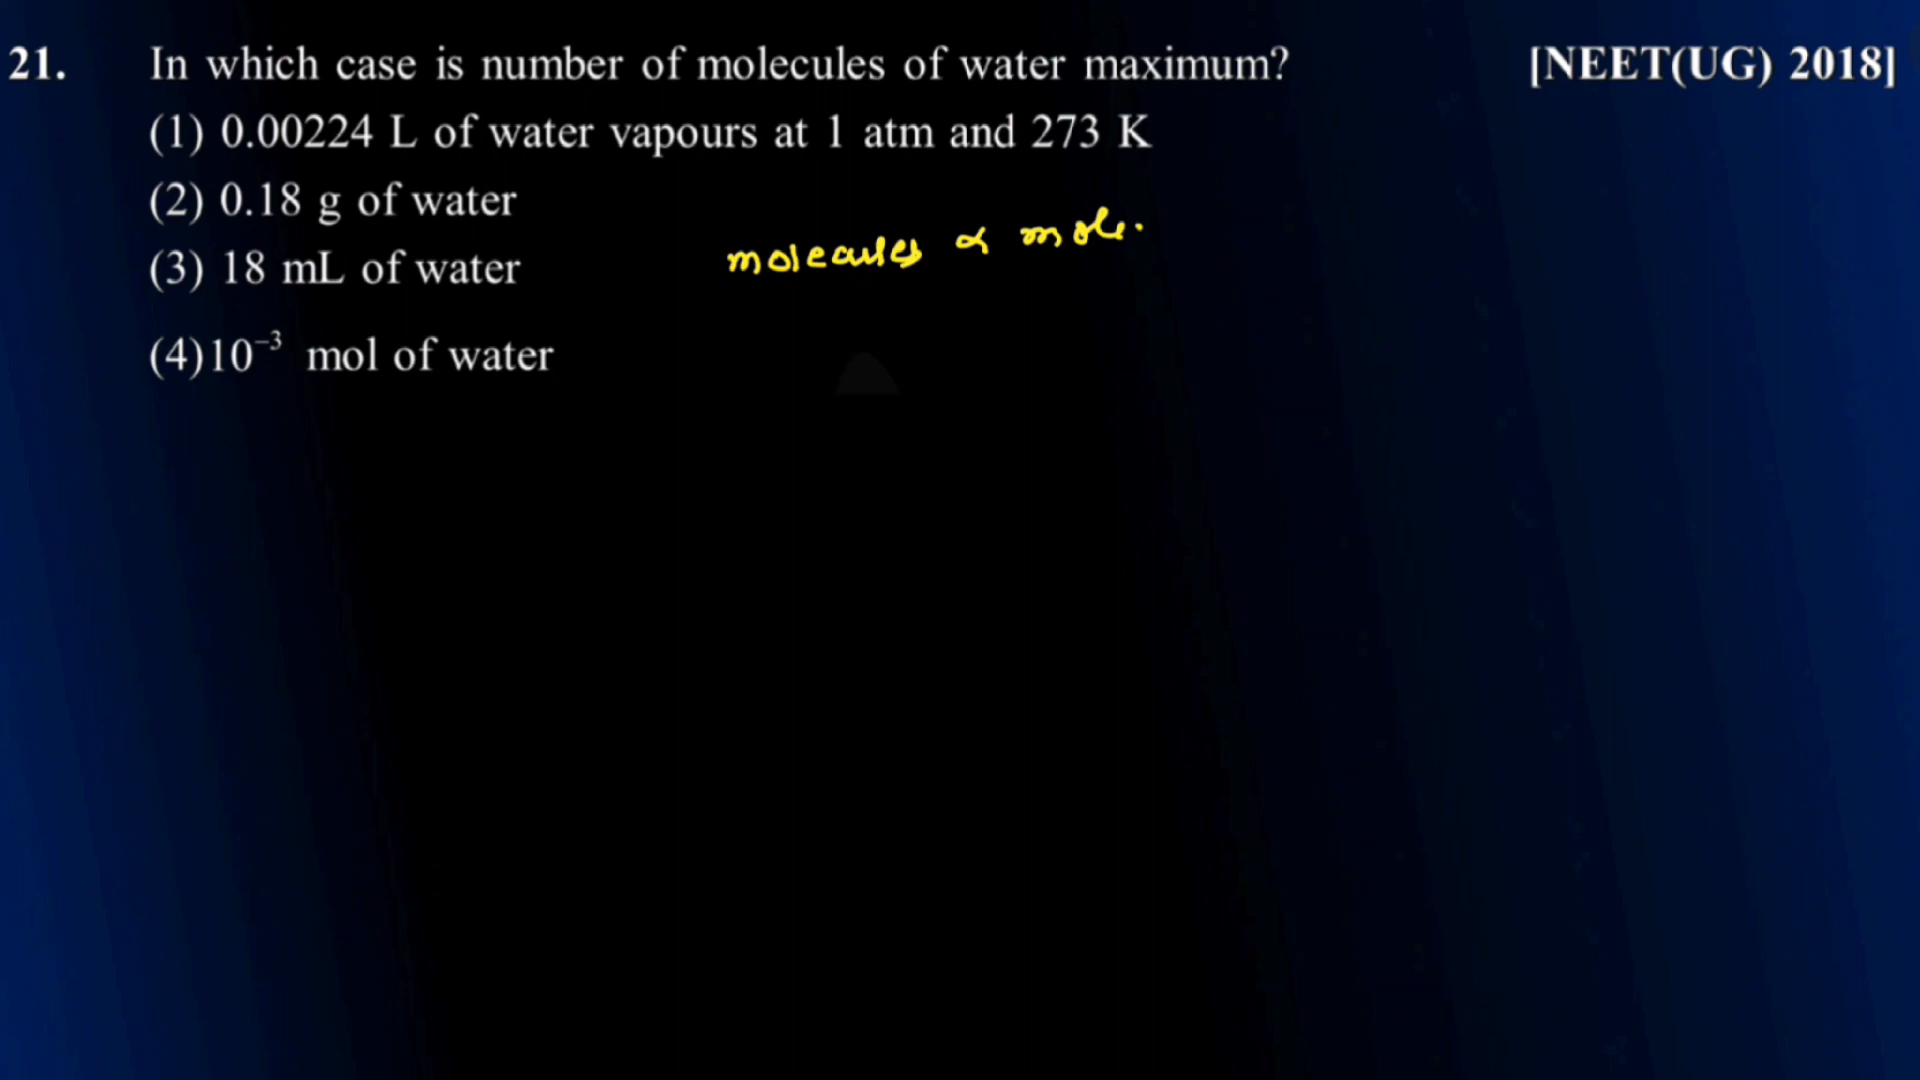 21. In which case is number of molecules of water maximum? [NEET(UG) 2018]
(1) 0.00224 L of water vapours at 1 atm and 273 K
(2) 0.18 g of water
molecules ∝ mole.
(3) 18 mL of water
(4)10⁻³ mol of water